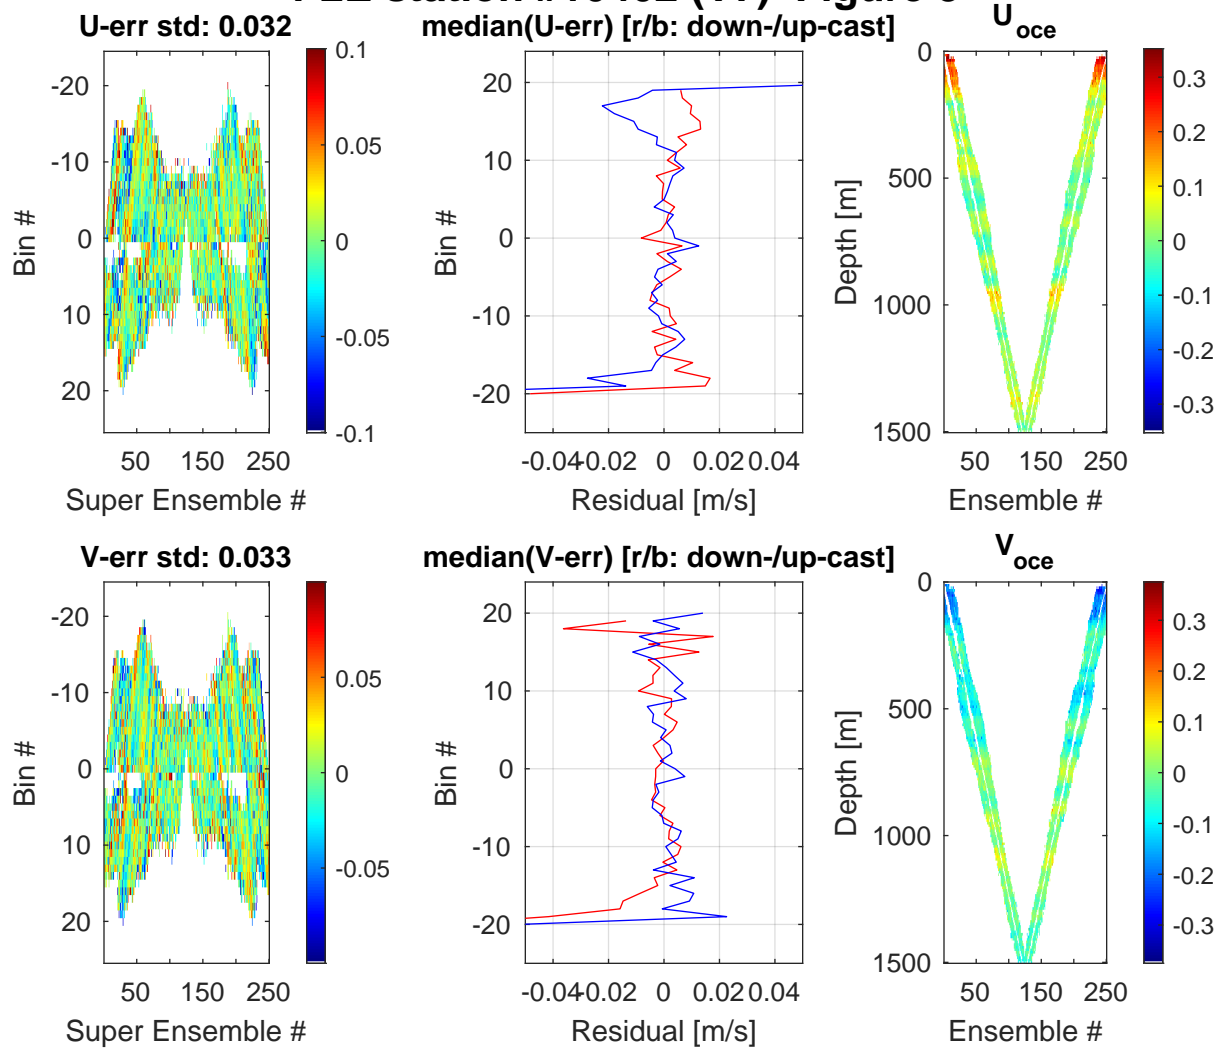 U-err std: 0.032
median(U-err) [r/b: down-/up-cast]
U_oce
-20
-10
0
10
20
Bin #
50 150 250
Super Ensemble #
0.1
0.05
0
-0.05
-0.1
20
10
0
-10
-20
Bin #
-0.04 -0.02 0 0.02 0.04
Residual [m/s]
0
500
1000
1500
Depth [m]
50 150 250
Ensemble #
0.3
0.2
0.1
0
-0.1
-0.2
-0.3
V-err std: 0.033
median(V-err) [r/b: down-/up-cast]
V_oce
-20
-10
0
10
20
Bin #
50 150 250
Super Ensemble #
0.05
0
-0.05
20
10
0
-10
-20
Bin #
-0.04 -0.02 0 0.02 0.04
Residual [m/s]
0
500
1000
1500
Depth [m]
50 150 250
Ensemble #
0.3
0.2
0.1
0
-0.1
-0.2
-0.3